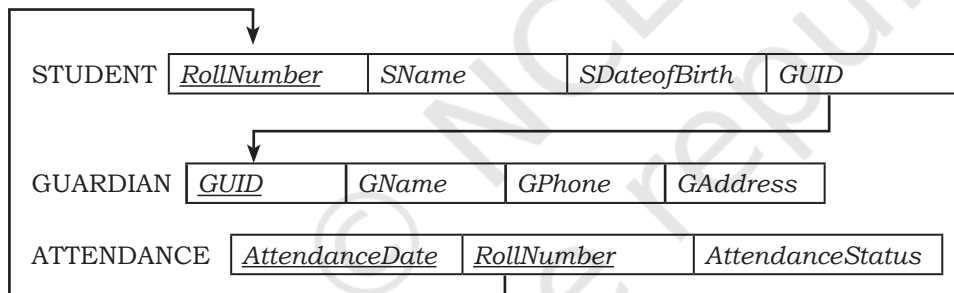 STUDENT RollNumber SName SDateofBirth GUID
GUARDIAN GUID GName GPhone GAddress
ATTENDANCE AttendanceDate RollNumber AttendanceStatus